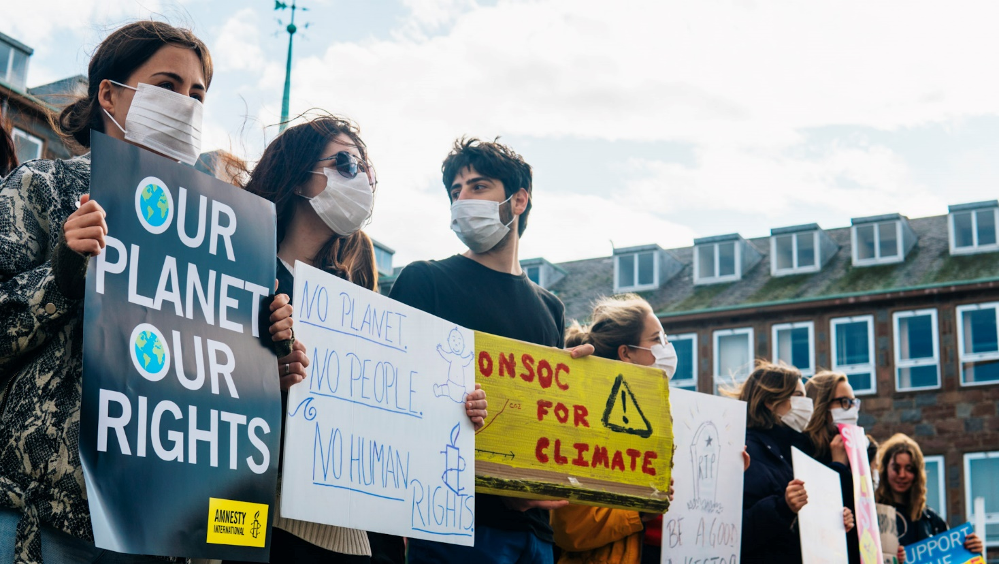 OUR
PLANET
OUR
RIGHTS
AMNESTY
INTERNATIONAL
NO PLANET.
NO PEOPLE.
NO HUMAN
RIGHTS
ONSOC
FOR
CLIMATE
co2
RIP
BE A GOOD
SUPPORT